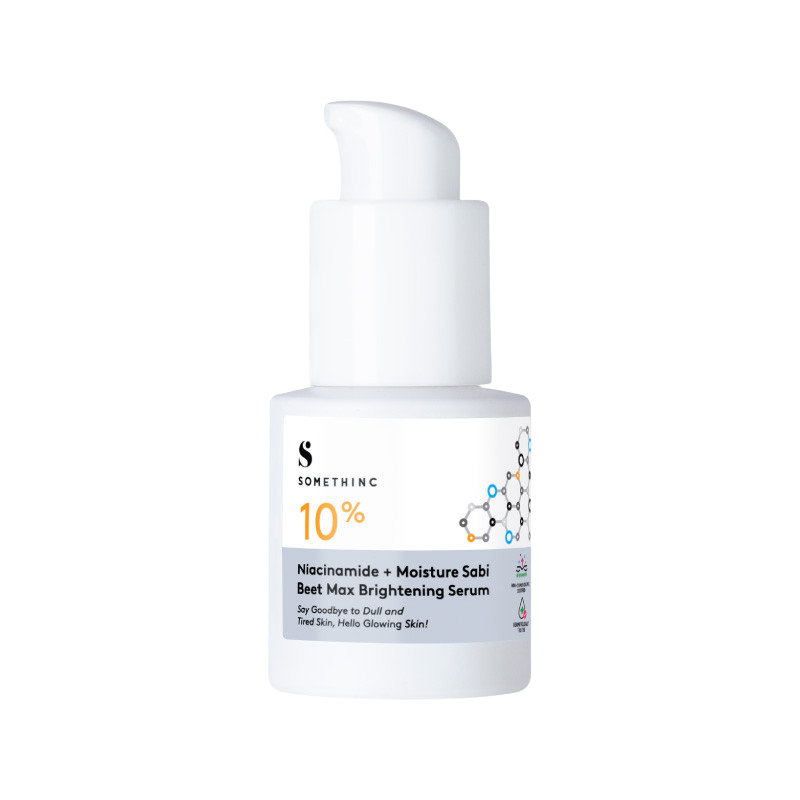 S
SOMETHINC
10%
Niacinamide + Moisture Sabi
Beet Max Brightening Serum
Say Goodbye to Dull and
Tired Skin, Hello Glowing Skin!